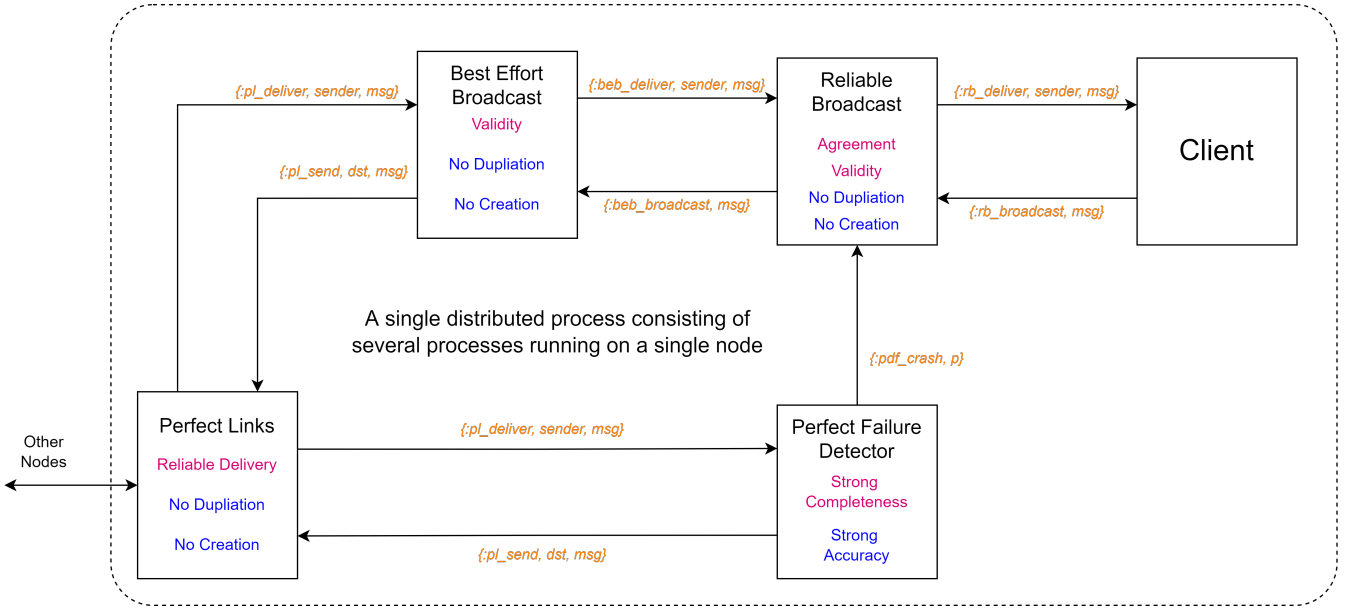 {:pl_deliver, sender, msg}
Best Effort
Broadcast
Validity
No Dupliation
No Creation
{:pl_send, dst, msg}
{:beb_deliver, sender, msg}
{:beb_broadcast, msg}
Reliable
Broadcast
Agreement
Validity
No Dupliation
No Creation
{:rb_deliver, sender, msg}
{:rb_broadcast, msg}
Client
A single distributed process consisting of
several processes running on a single node
{:pdf_crash, p}
Other
Nodes
Perfect Links
Reliable Delivery
No Dupliation
No Creation
{:pl_deliver, sender, msg}
{:pl_send, dst, msg}
Perfect Failure
Detector
Strong
Completeness
Strong
Accuracy